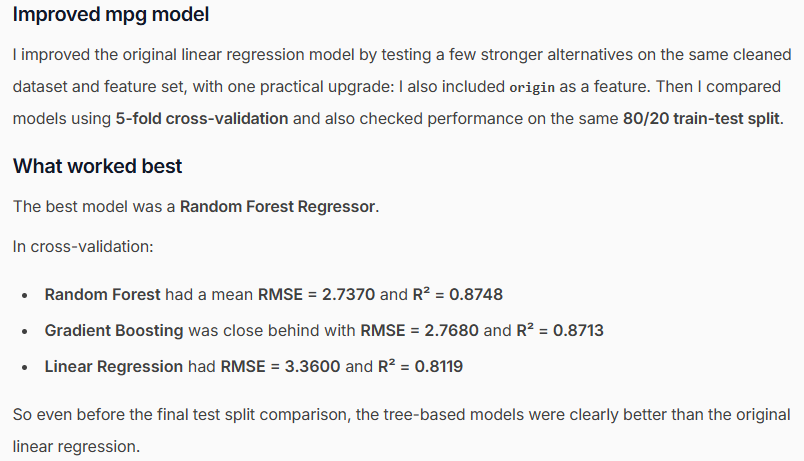 Improved mpg model
I improved the original linear regression model by testing a few stronger alternatives on the same cleaned
dataset and feature set, with one practical upgrade: I also included origin as a feature. Then I compared
models using 5-fold cross-validation and also checked performance on the same 80/20 train-test split.
What worked best
The best model was a Random Forest Regressor.
In cross-validation:
• Random Forest had a mean RMSE = 2.7370 and R² = 0.8748
• Gradient Boosting was close behind with RMSE = 2.7680 and R² = 0.8713
• Linear Regression had RMSE = 3.3600 and R² = 0.8119
So even before the final test split comparison, the tree-based models were clearly better than the original
linear regression.